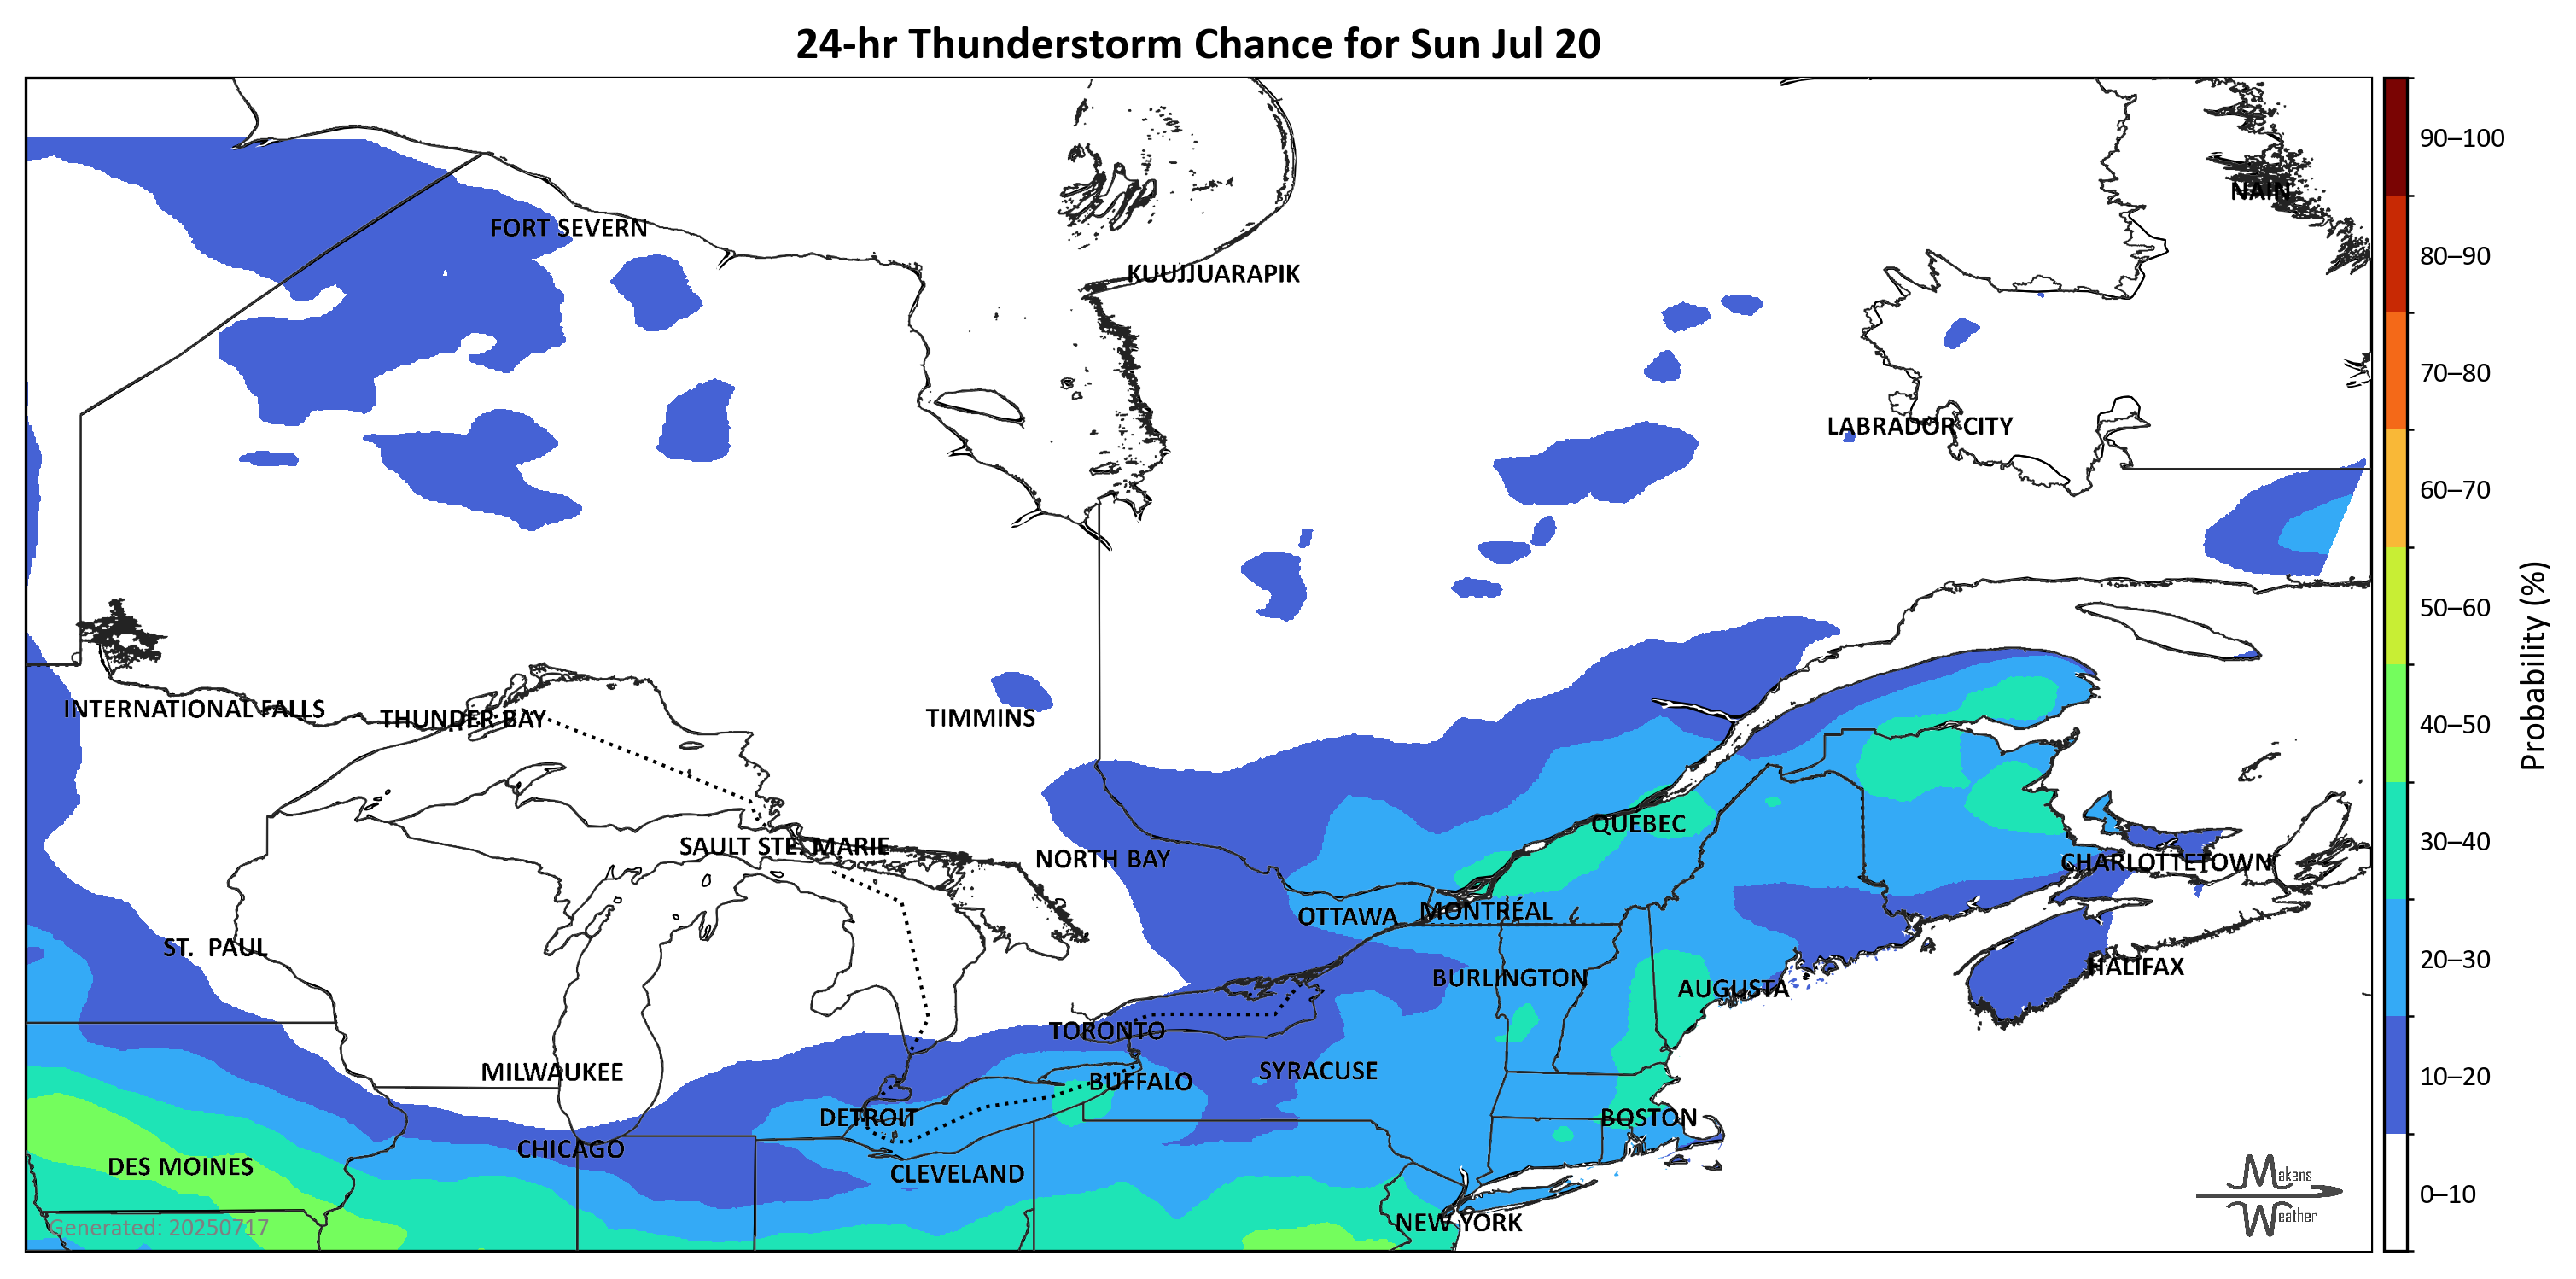 24-hr Thunderstorm Chance for Sun Jul 20
NAIN
FORT SEVERN
KUUJJUARAPIK
LABRADOR CITY
INTERNATIONAL FALLS
THUNDER BAY
TIMMINS
SAULT STE. MARIE
NORTH BAY
QUEBEC
CHARLOTTETOWN
OTTAWA
MONTRÉAL
ST. PAUL
BURLINGTON
AUGUSTA
HALIFAX
TORONTO
MILWAUKEE
SYRACUSE
BUFFALO
DETROIT
BOSTON
CHICAGO
DES MOINES
CLEVELAND
NEW YORK
Generated: 20250717
Makens
Weather
90–100
80–90
70–80
60–70
50–60
40–50
30–40
20–30
10–20
0–10
Probability (%)